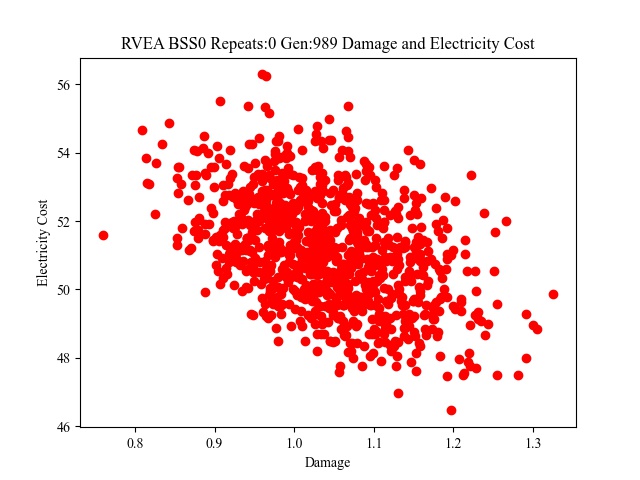 RVEA BSS0 Repeats:0 Gen:989 Damage and Electricity Cost
56
54
52
50
48
46
Electricity Cost
0.8 0.9 1.0 1.1 1.2 1.3
Damage